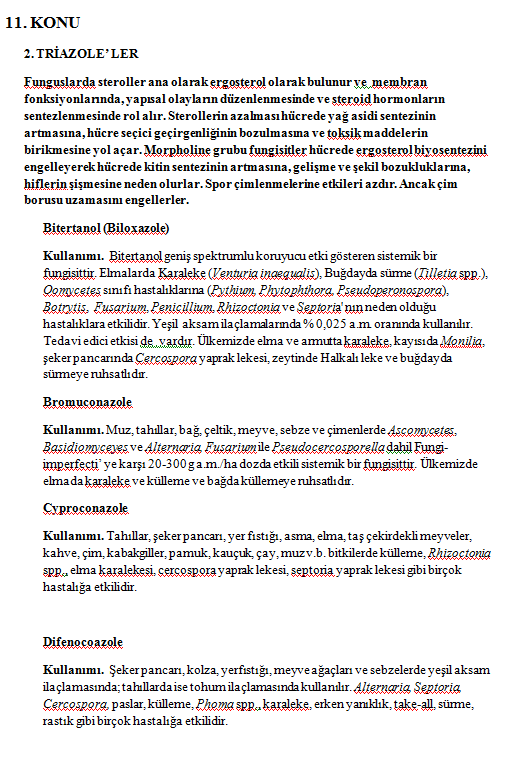 11. KONU
2. TRİAZOLE' LER
Funguslarda steroller ana olarak ergosterol olarak bulunur ve membran
fonksiyonlarında, yapısal olayların düzenlenmesinde ve steroid hormonların
sentezlenmesinde rol alır. Sterollerin azalması hücrede yağ asidi sentezinin
artmasına, hücre seçici geçirgenliğinin bozulmasına ve toksik maddelerin
birikmesine yol açar. Morpholine grubu fungisitler hücrede ergosterol biyosentezini
engelleyerek hücrede kitin sentezinin artmasına, gelişme ve şekil bozukluklarına,
hiflerin şişmesine neden olurlar. Spor çimlenmelerine etkileri azdır. Ancak çim
borusu uzamasını engellerler.
Bitertanol (Biloxazole)
Kullanımı. Bitertanol geniş spektrumlu koruyucu etki gösteren sistemik bir
fungisittir. Elmalarda Karaleke (Venturia inaequalis), Buğdayda sürme (Tilletia spp.),
Oomycetes sınıfı hastalıklarına (Pythium, Phytophthora, Pseudoperonospora),
Botrytis, Fusarium, Penicillium, Rhizoctonia ve Septoria'nın neden olduğu
hastalıklara etkilidir. Yeşil aksam ilaçlamalarında % 0,025 a.m. oranında kullanılır.
Tedavi edici etkisi de vardır. Ülkemizde elma ve armutta karaleke, kayısıda Monilia,
şeker pancarında Cercospora yaprak lekesi, zeytinde Halkalı leke ve buğdayda
sürmeye ruhsatlıdır.
Bromuconazole
Kullanımı. Muz, tahıllar, bağ, çeltik, meyve, sebze ve çimenlerde Ascomycetes,
Basidiomyceyes ve Alternaria, Fusarium ile Pseudocercosporella dahil Fungi-
imperfecti' ye karşı 20-300 g a.m./ha dozda etkili sistemik bir fungisittir. Ülkemizde
elmada karaleke ve külleme ve bağda küllemeye ruhsatlıdır.
Cyproconazole
Kullanımı. Tahıllar, şeker pancarı, yer fıstığı, asma, elma, taş çekirdekli meyveler,
kahve, çim, kabakgiller, pamuk, kauçuk, çay, muz v.b. bitkilerde külleme, Rhizoctonia
spp., elma karalekesi, cercospora yaprak lekesi, septoria yaprak lekesi gibi birçok
hastalığa etkilidir.
Difenocoazole
Kullanımı. Şeker pancarı, kolza, yerfıstığı, meyve ağaçları ve sebzelerde yeşil aksam
ilaçlamasında; tahıllarda ise tohum ilaçlamasında kullanılır. Alternaria, Septoria,
Cercospora, paslar, külleme, Phoma spp., karaleke, erken yanıklık, take-all, sürme,
rastık gibi birçok hastalığa etkilidir.